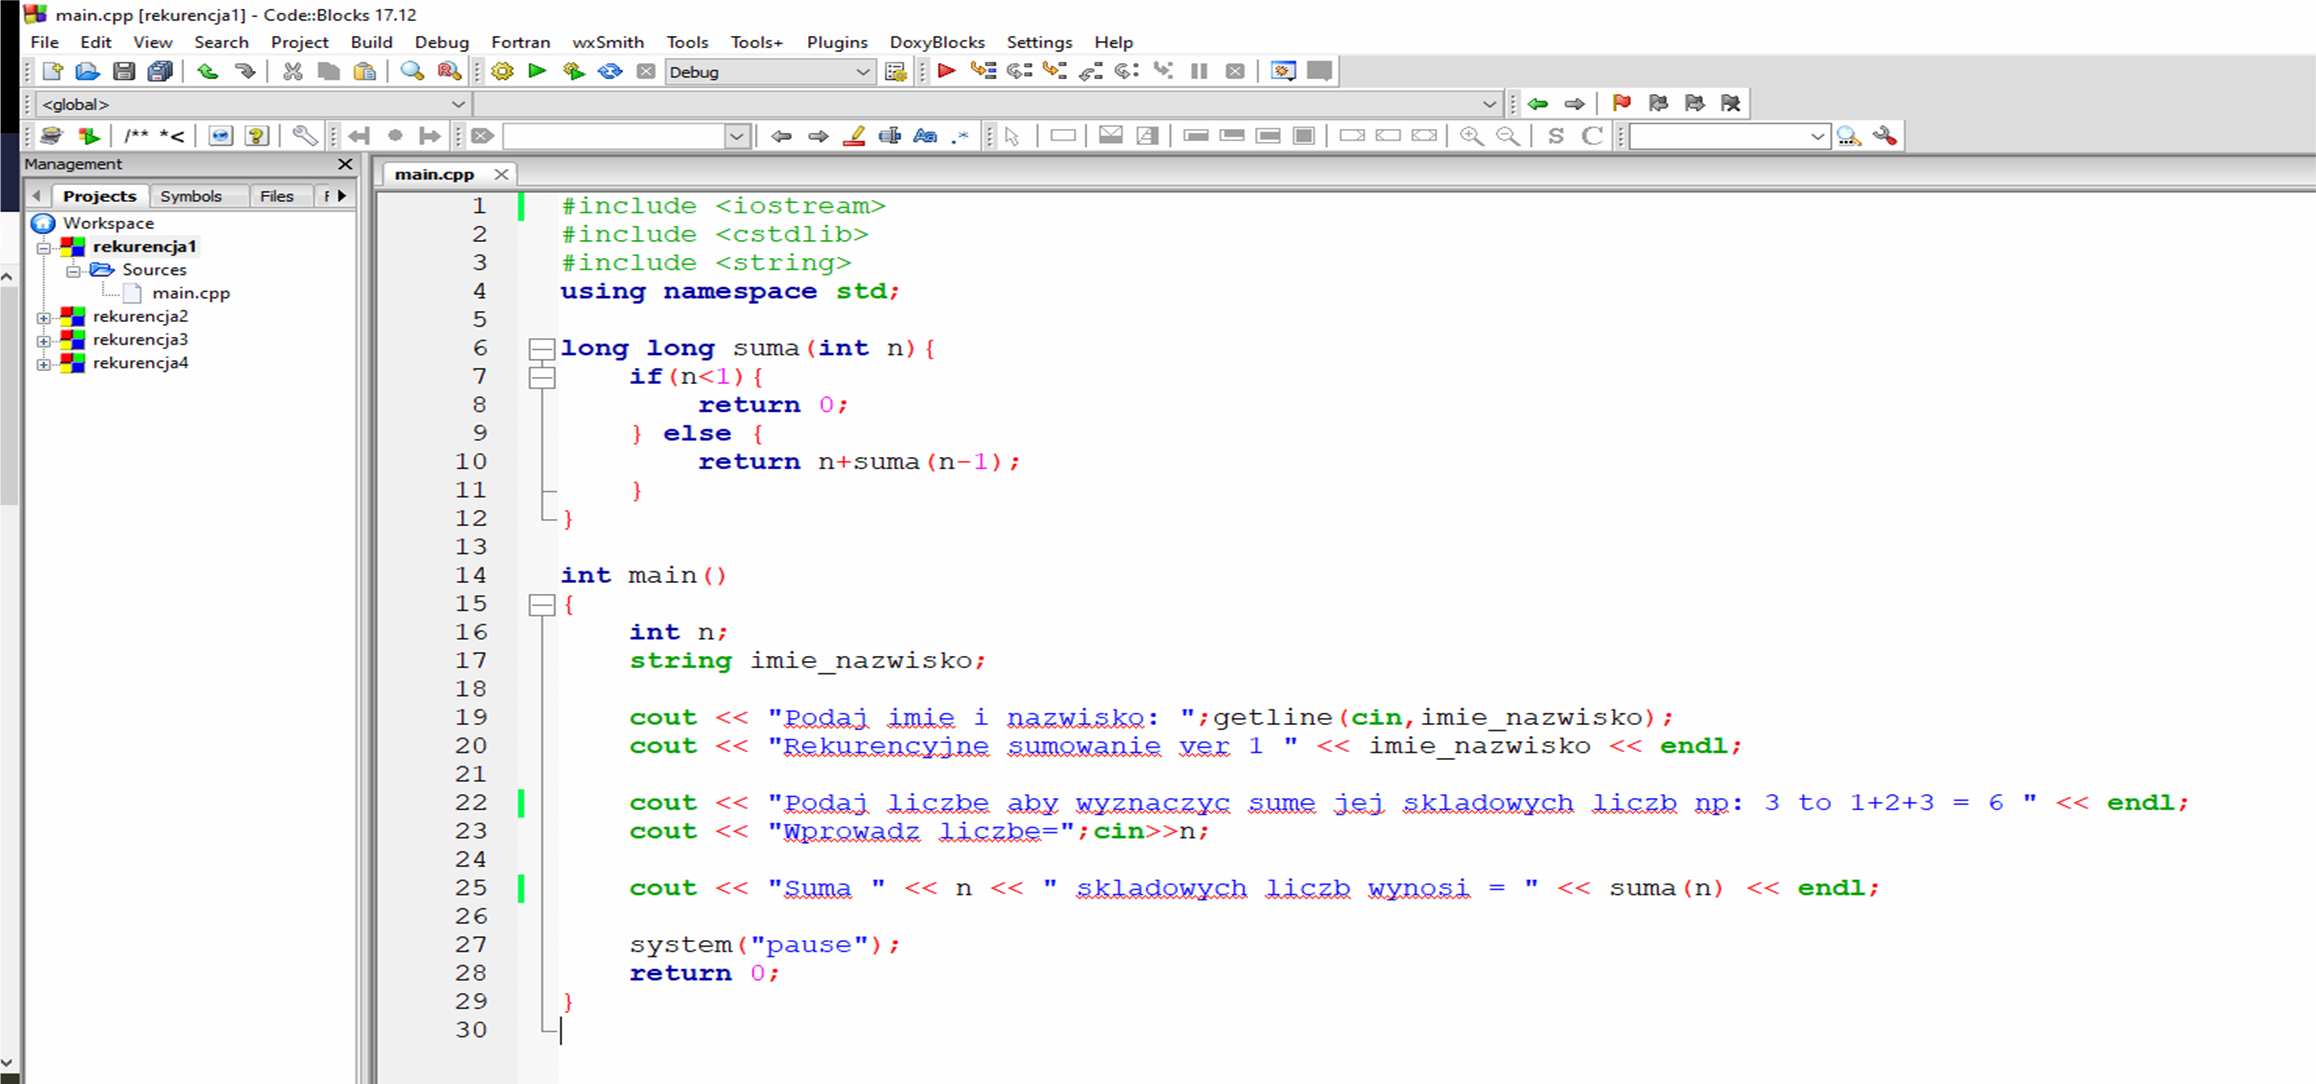 main.cpp [rekurencja1] - Code::Blocks 17.12
File Edit View Search Project Build Debug Fortran wxSmith Tools Tools+ Plugins DoxyBlocks Settings Help
Debug
<global>
/** *<
Aa .*
S C
Management
Projects Symbols Files F
Workspace
rekurencja1
Sources
main.cpp
rekurencja2
rekurencja3
rekurencja4
main.cpp
1 #include <iostream>
2 #include <cstdlib>
3 #include <string>
4 using namespace std;
5
6 long long suma(int n){
7     if(n<1){
8         return 0;
9     } else {
10         return n+suma(n-1);
11     }
12 }
13
14 int main()
15 {
16     int n;
17     string imie_nazwisko;
18
19     cout << "Podaj imie i nazwisko: ";getline(cin,imie_nazwisko);
20     cout << "Rekurencyjne sumowanie ver 1 " << imie_nazwisko << endl;
21
22     cout << "Podaj liczbe aby wyznaczyc sume jej skladowych liczb np: 3 to 1+2+3 = 6 " << endl;
23     cout << "Wprowadz liczbe=";cin>>n;
24
25     cout << "Suma " << n << " skladowych liczb wynosi = " << suma(n) << endl;
26
27     system("pause");
28     return 0;
29 }
30